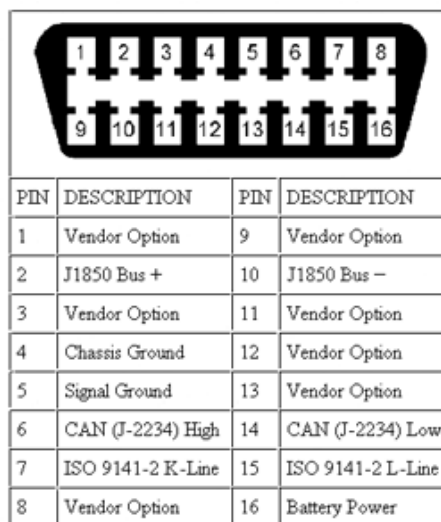 1 2 3 4 5 6 7 8
9 10 11 12 13 14 15 16
PIN DESCRIPTION PIN DESCRIPTION
1 Vendor Option 9 Vendor Option
2 J1850 Bus + 10 J1850 Bus −
3 Vendor Option 11 Vendor Option
4 Chassis Ground 12 Vendor Option
5 Signal Ground 13 Vendor Option
6 CAN (J-2234) High 14 CAN (J-2234) Low
7 ISO 9141-2 K-Line 15 ISO 9141-2 L-Line
8 Vendor Option 16 Battery Power